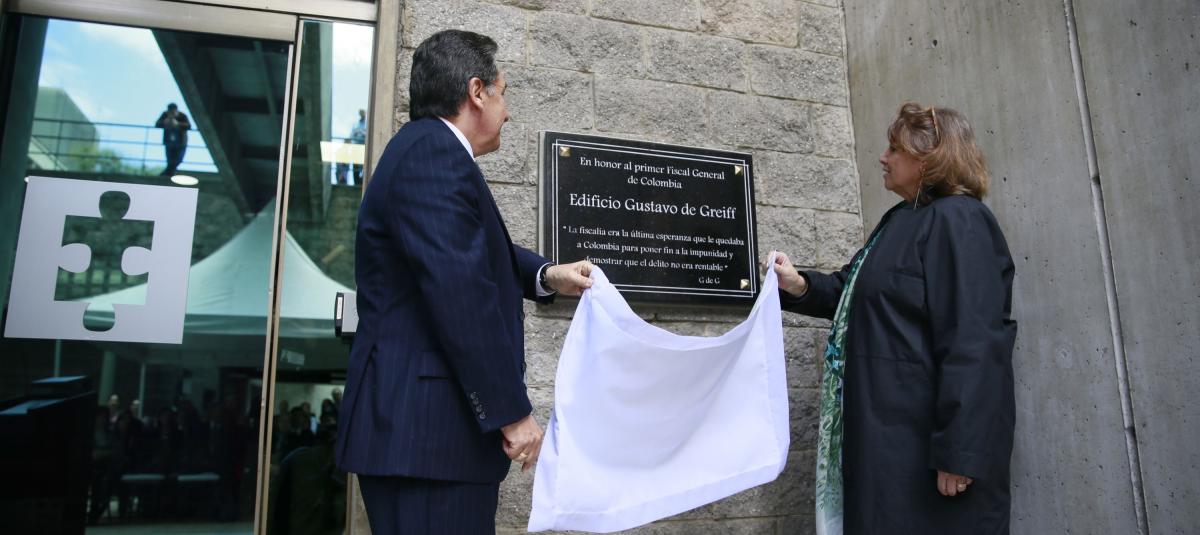 En honor al primer Fiscal General
de Colombia
Edificio Gustavo de Greiff
" La fiscalía era la última esperanza que le quedaba
a Colombia para poner fin a la impunidad y
demostrar que el delito no era rentable "
G de G